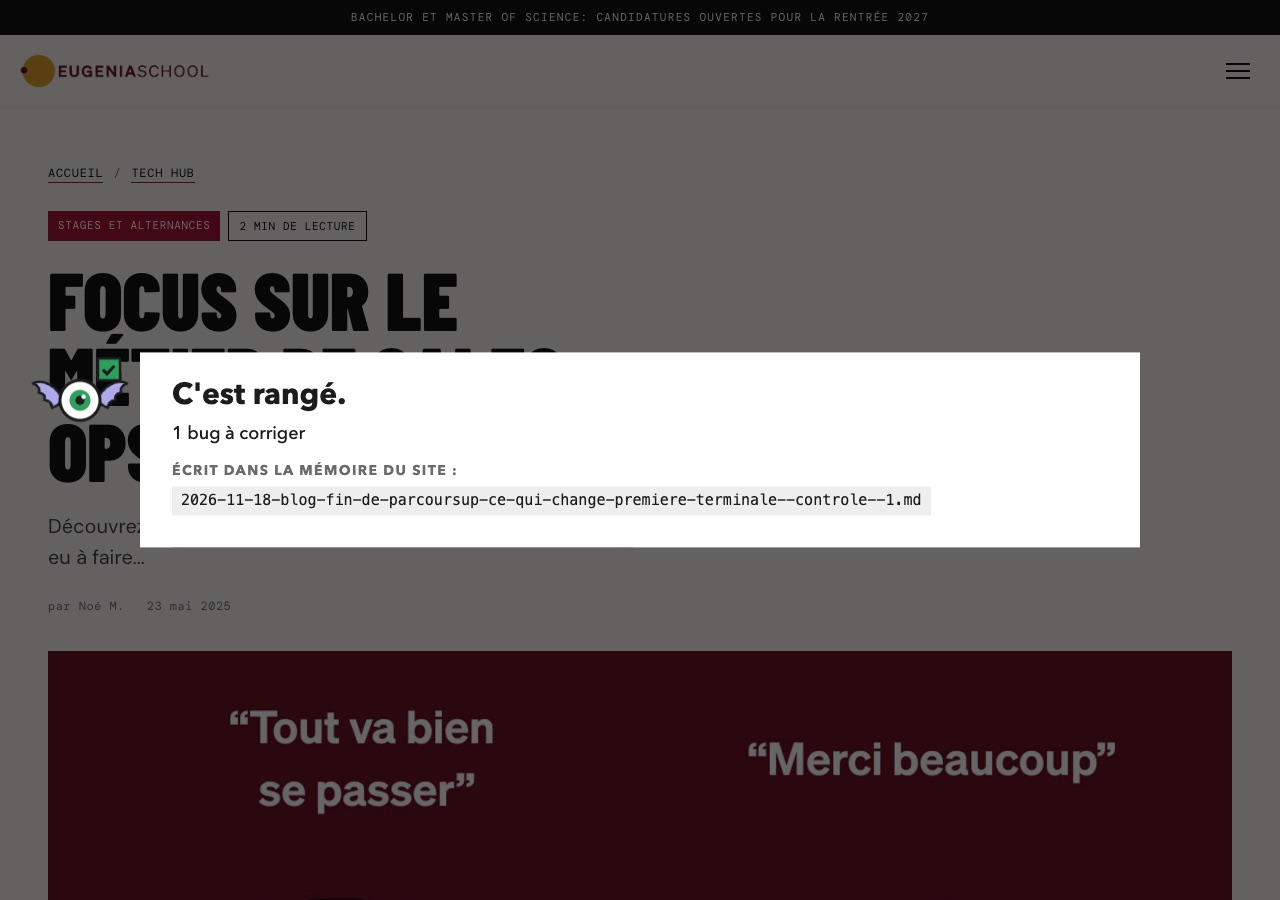 BACHELOR ET MASTER OF SCIENCE: CANDIDATURES OUVERTES POUR LA RENTRÉE 2027
EUGENIASCHOOL
ACCUEIL / TECH HUB
STAGES ET ALTERNANCES
2 MIN DE LECTURE
FOCUS SUR LE
MÉTIER DE SALES
OPS
C'est rangé.
1 bug à corriger
ÉCRIT DANS LA MÉMOIRE DU SITE :
2026-11-18-blog-fin-de-parcoursup-ce-qui-change-premiere-terminale--controle--1.md
Découvrez
eu à faire…
par Noé M. 23 mai 2025
“Tout va bien
se passer”
“Merci beaucoup”